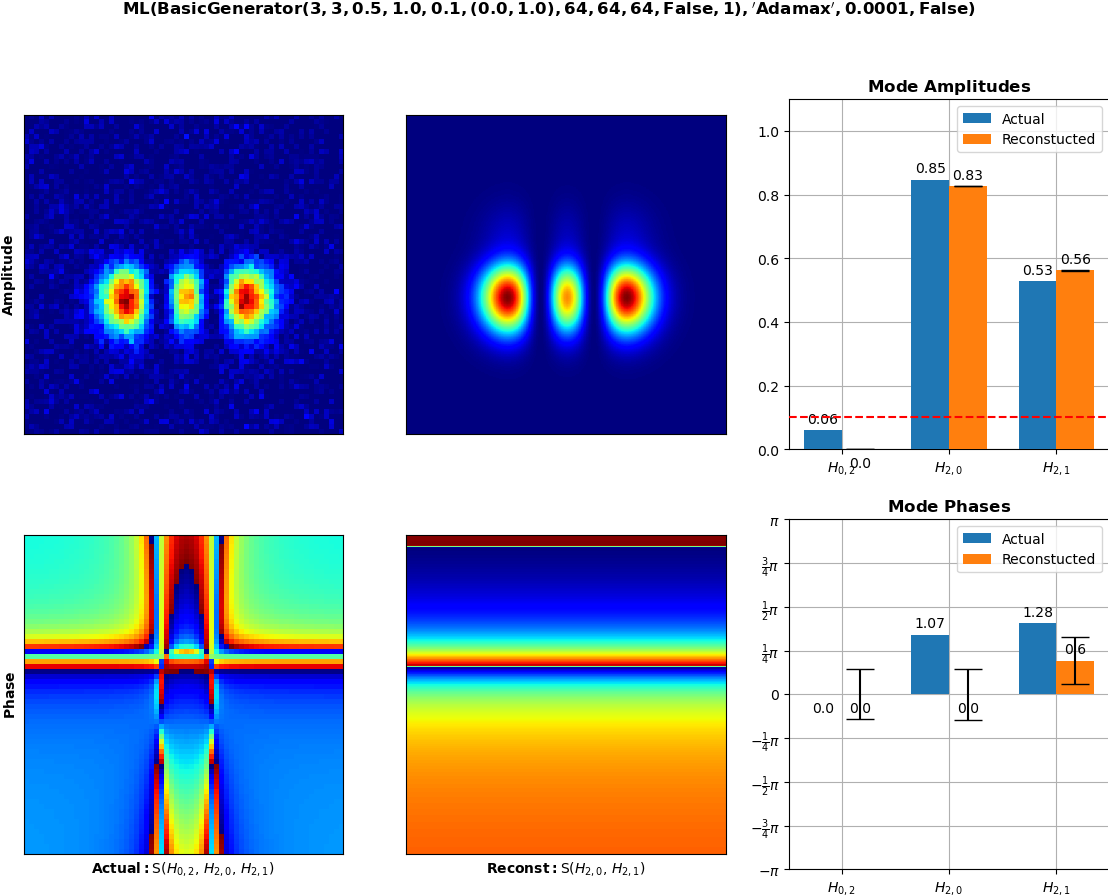 ML(BasicGenerator(3, 3, 0.5, 1.0, 0.1, (0.0, 1.0), 64, 64, 64, False, 1), ′Adamax′, 0.0001, False)
Amplitude
Mode Amplitudes
Actual
Reconstucted
1.0
0.8
0.6
0.4
0.2
0.0
0.06
0.0
0.85
0.83
0.53
0.56
H0, 2
H2, 0
H2, 1
Phase
Actual: S(H0, 2, H2, 0, H2, 1)
Reconst: S(H2, 0, H2, 1)
Mode Phases
Actual
Reconstucted
π
3/4π
1/2π
1/4π
0
−1/4π
−1/2π
−3/4π
−π
0.0
0.0
1.07
0.0
1.28
0.6
H0, 2
H2, 0
H2, 1